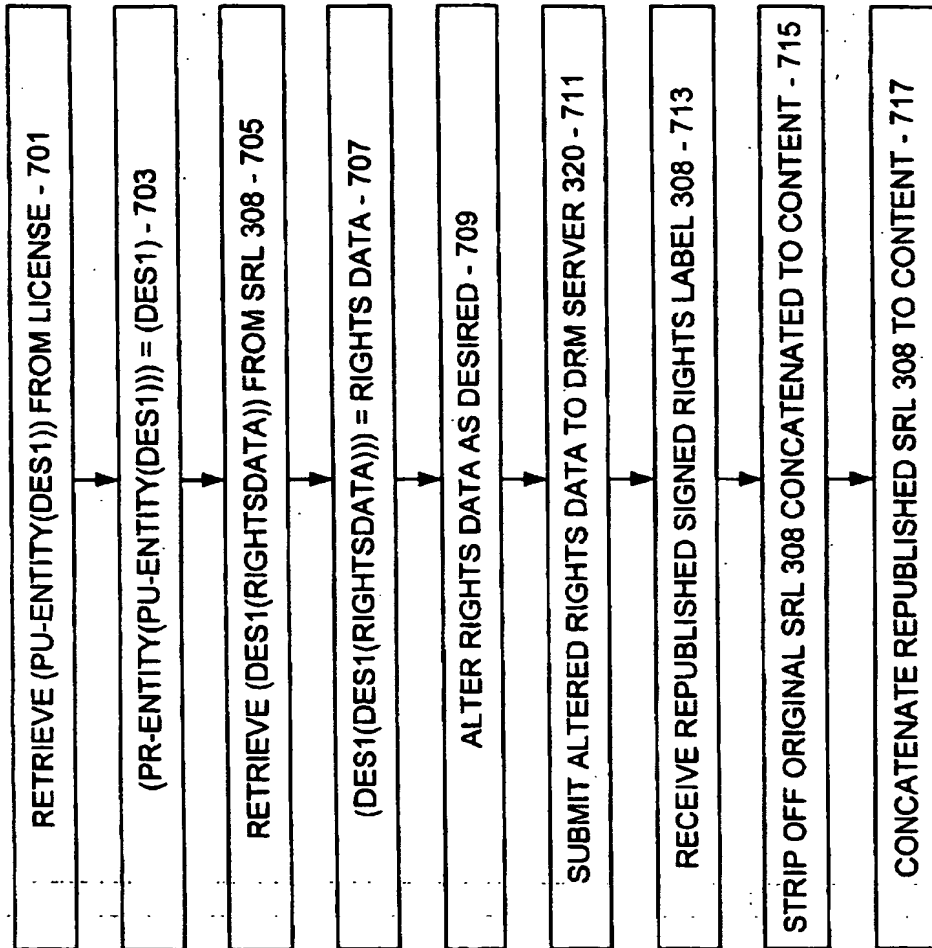 RETRIEVE (PU-ENTITY(DES1)) FROM LICENSE - 701
(PR-ENTITY(PU-ENTITY(DES1))) = (DES1) - 703
RETRIEVE (DES1(RIGHTSDATA)) FROM SRL 308 - 705
(DES1(DES1(RIGHTSDATA))) = RIGHTS DATA - 707
ALTER RIGHTS DATA AS DESIRED - 709
SUBMIT ALTERED RIGHTS DATA TO DRM SERVER 320 - 711
RECEIVE REPUBLISHED SIGNED RIGHTS LABEL 308 - 713
STRIP OFF ORIGINAL SRL 308 CONCATENATED TO CONTENT - 715
CONCATENATE REPUBLISHED SRL 308 TO CONTENT - 717